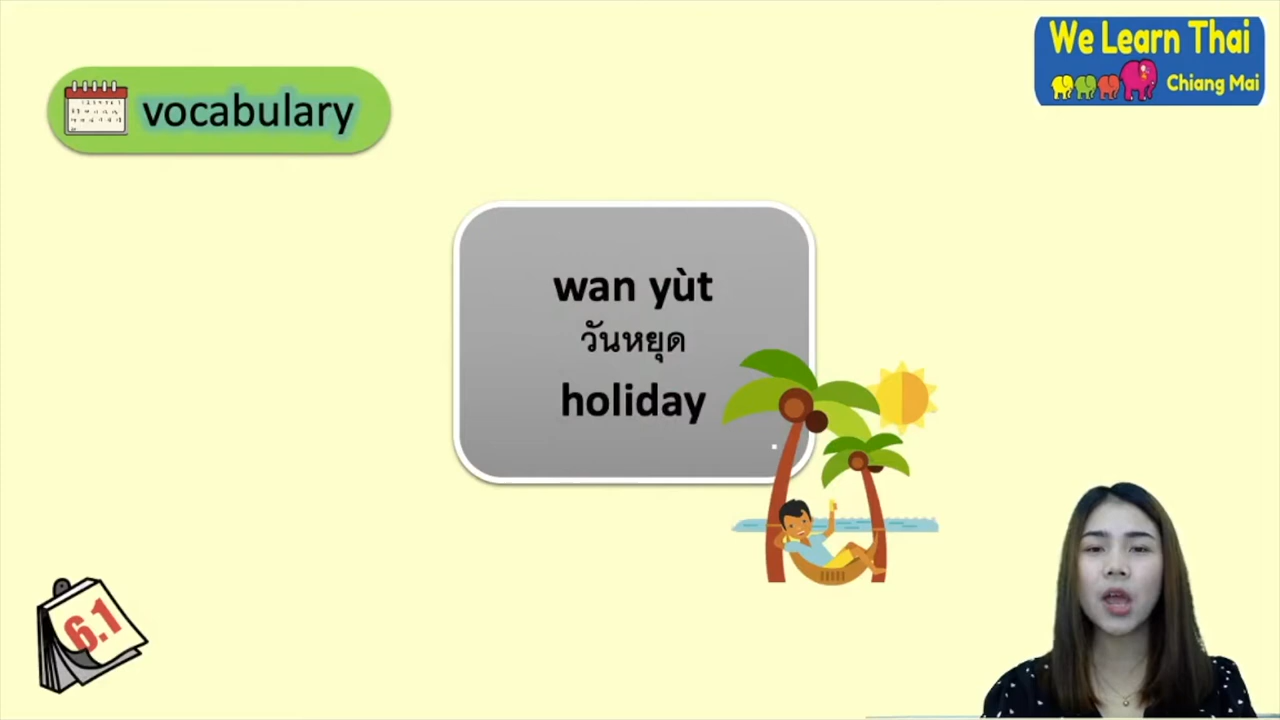 We Learn Thai
Chiang Mai
vocabulary
wan yùt
วันหยุด
holiday
6.1